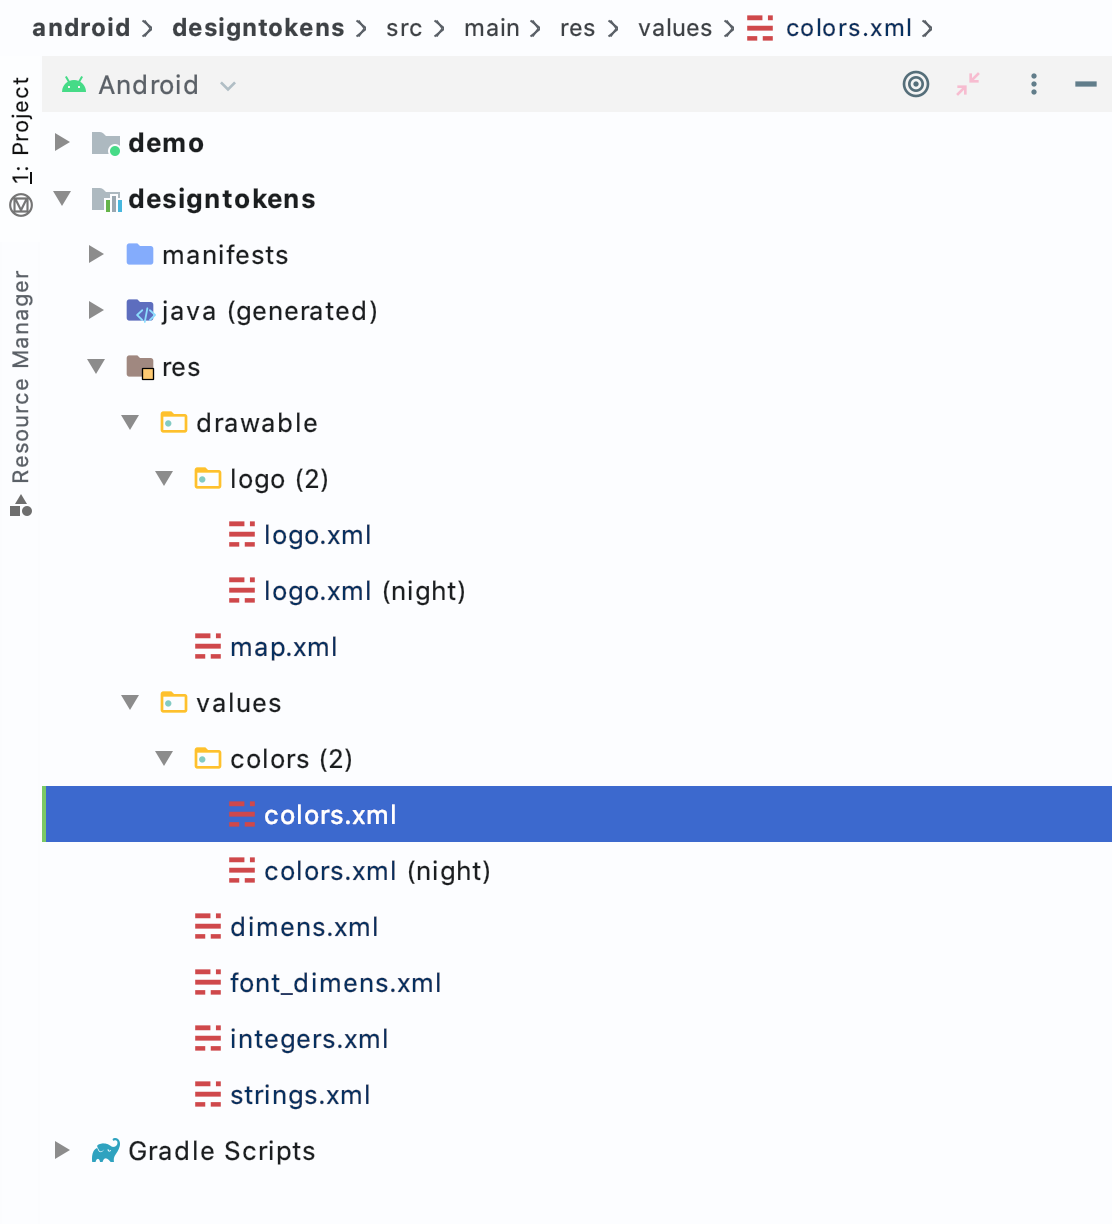 android > designtokens > src > main > res > values > colors.xml >
Android
1: Project
Resource Manager
demo
designtokens
manifests
java (generated)
res
drawable
logo (2)
logo.xml
logo.xml (night)
map.xml
values
colors (2)
colors.xml
colors.xml (night)
dimens.xml
font_dimens.xml
integers.xml
strings.xml
Gradle Scripts